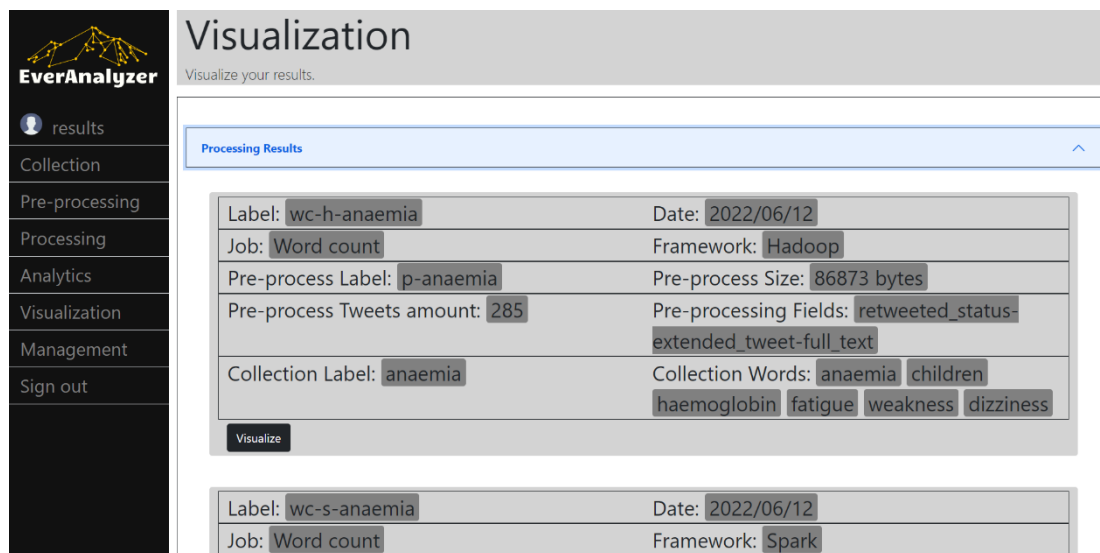 EverAnalyzer
results
Collection
Pre-processing
Processing
Analytics
Visualization
Management
Sign out
Visualization
Visualize your results.
Processing Results
Label: wc-h-anaemia Date: 2022/06/12
Job: Word count Framework: Hadoop
Pre-process Label: p-anaemia Pre-process Size: 86873 bytes
Pre-process Tweets amount: 285 Pre-processing Fields: retweeted_status-
extended_tweet-full_text
Collection Label: anaemia Collection Words: anaemia children
haemoglobin fatigue weakness dizziness
Visualize
Label: wc-s-anaemia Date: 2022/06/12
Job: Word count Framework: Spark